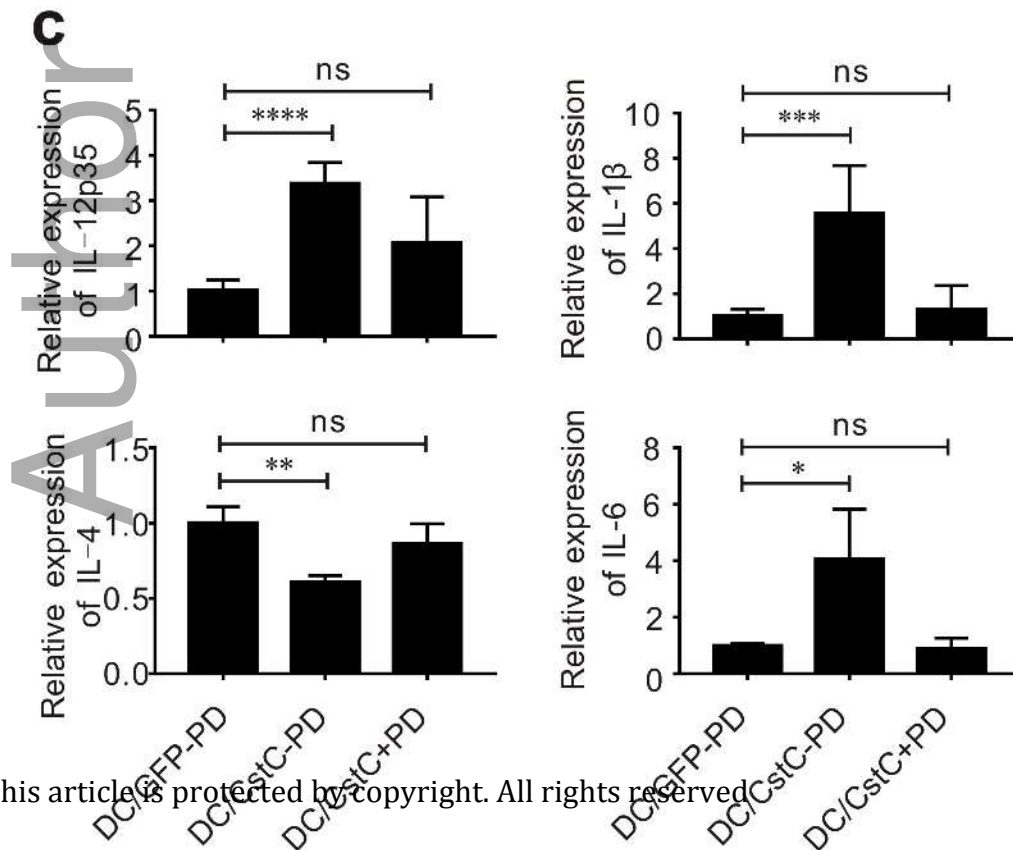 C
Author
ns
****
5
4
3
2
1
0
Relative expression
of IL-12p35
ns
***
10
8
6
4
2
0
Relative expression
of IL-1β
ns
**
1.5
1.0
0.5
0.0
Relative expression
of IL-4
DC/GFP-PD
DC/CstC-PD
DC/CstC+PD
ns
*
8
6
4
2
0
Relative expression
of IL-6
DC/GFP-PD
DC/CstC-PD
DC/CstC+PD
his article is protected by copyright. All rights reserved